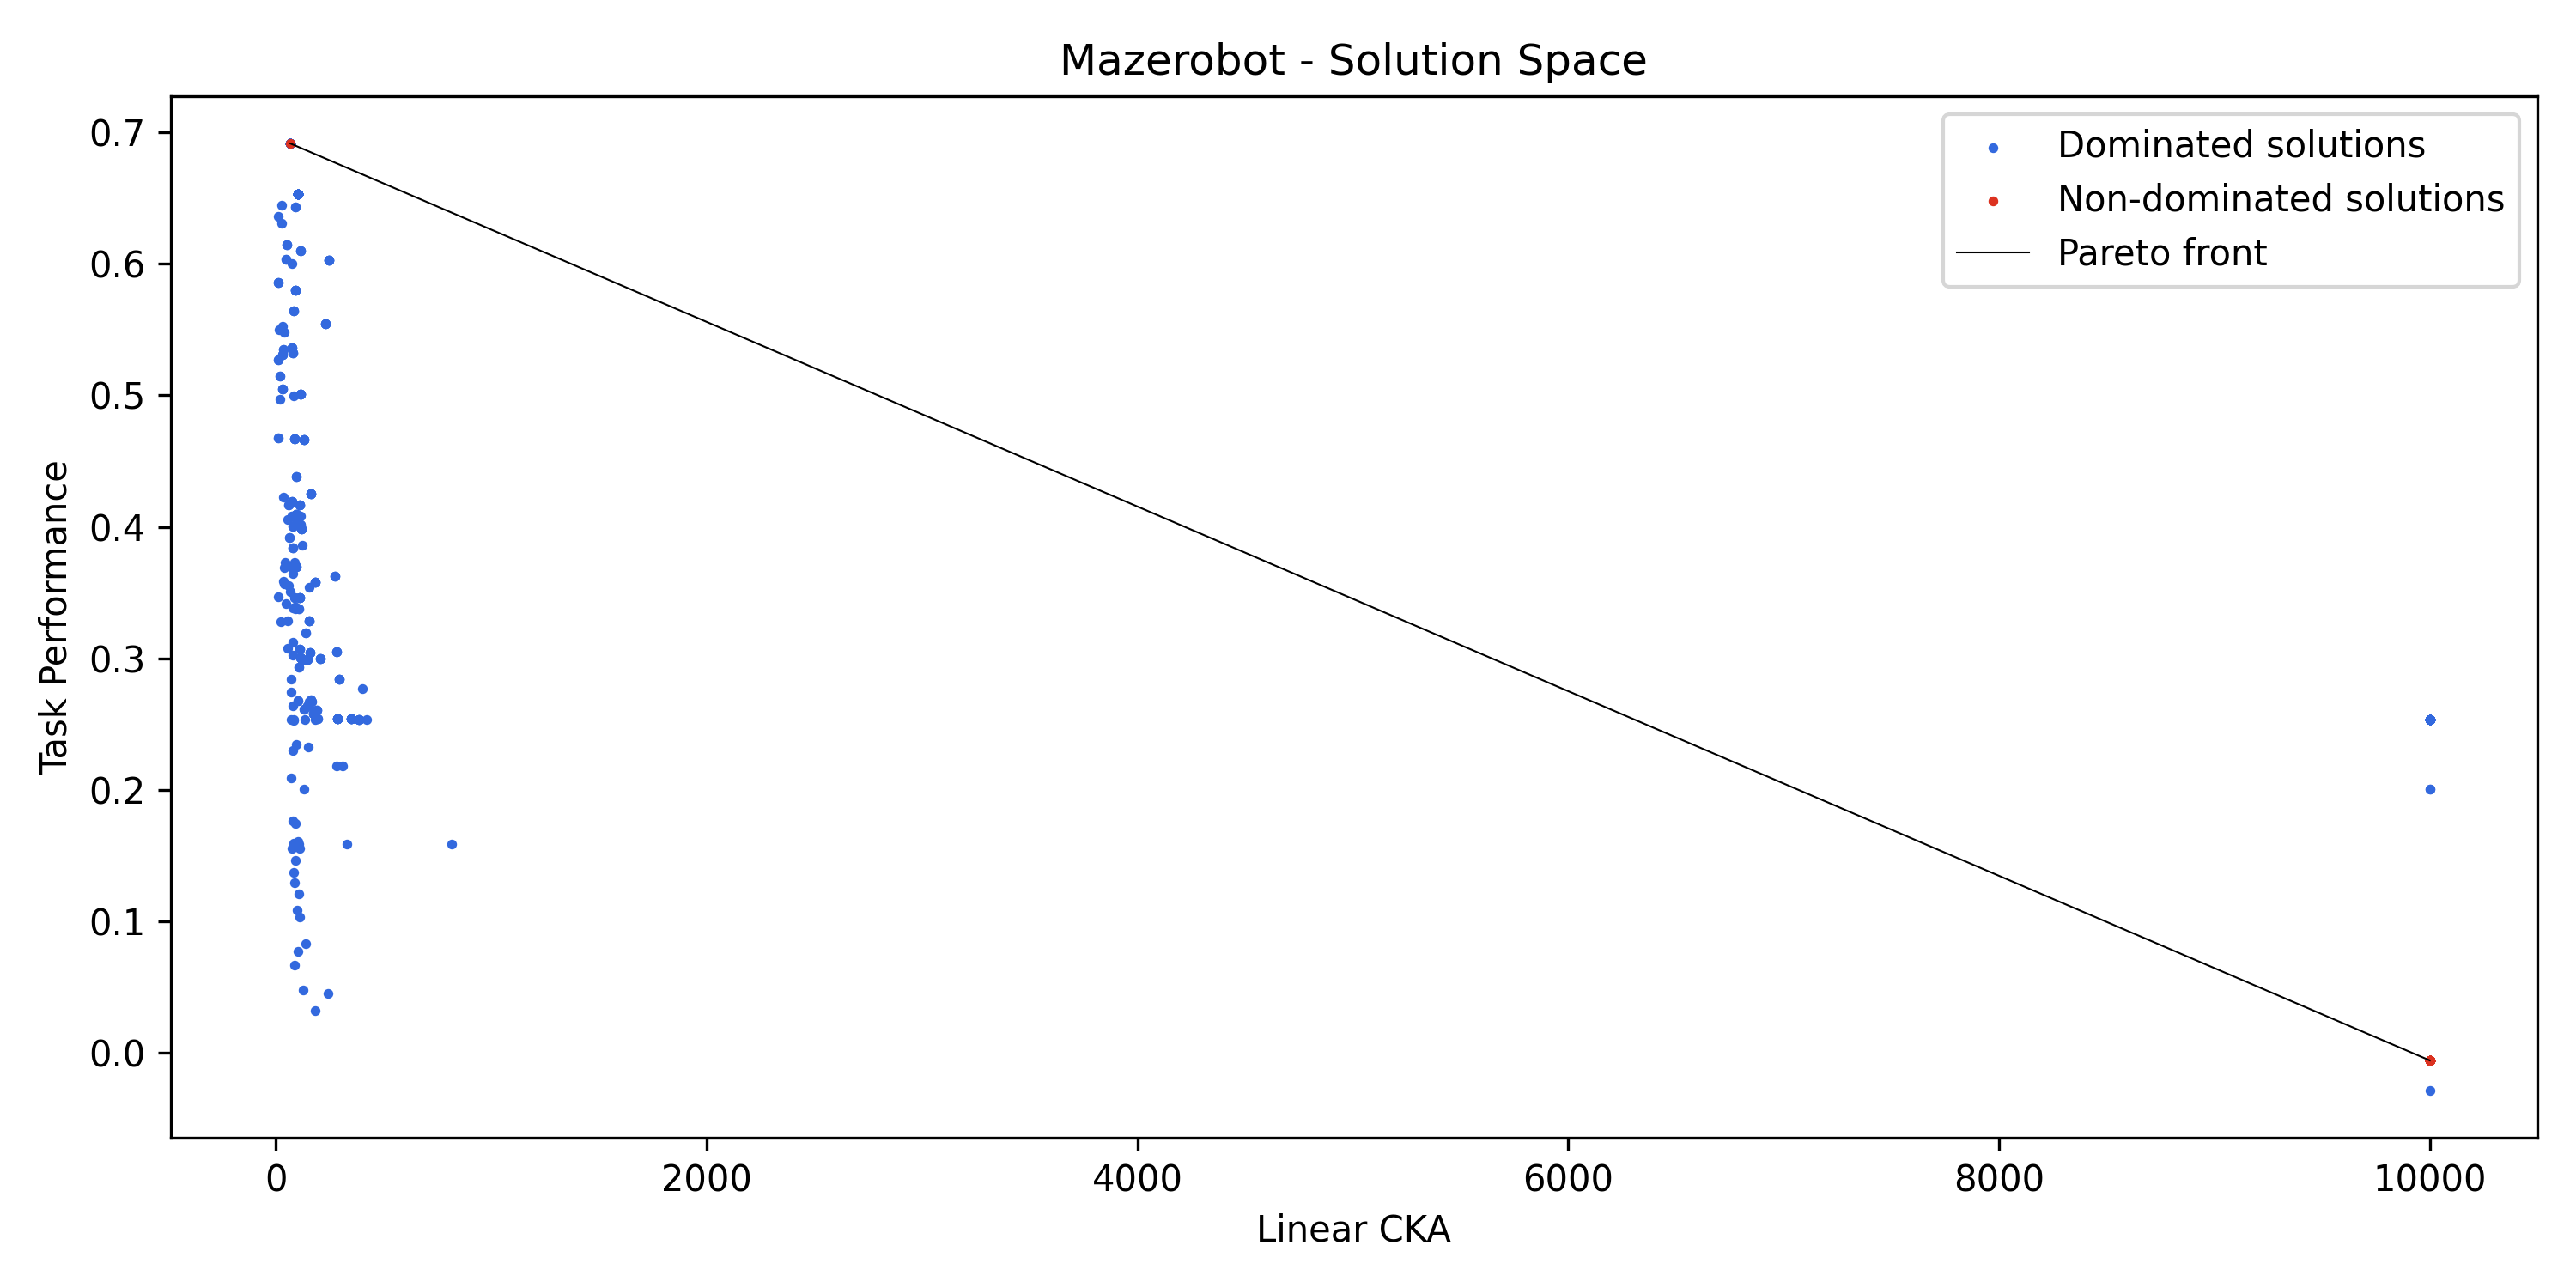 Mazerobot - Solution Space
Dominated solutions
Non-dominated solutions
Pareto front
0.7
0.6
0.5
0.4
0.3
0.2
0.1
0.0
Task Performance
0 2000 4000 6000 8000 10000
Linear CKA